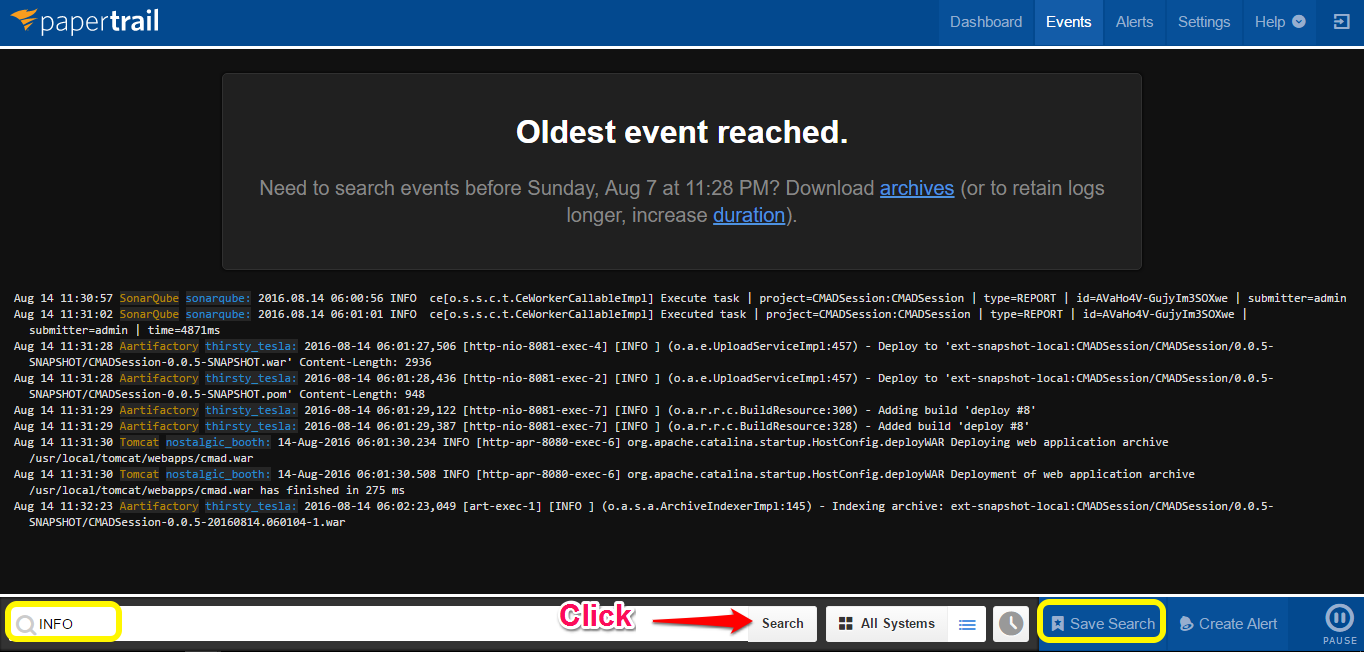 papertrail
Dashboard Events Alerts Settings Help
Oldest event reached.
Need to search events before Sunday, Aug 7 at 11:28 PM? Download archives (or to retain logs
longer, increase duration).
Aug 14 11:30:57 SonarQube sonarqube: 2016.08.14 06:00:56 INFO  ce[o.s.s.c.t.CeWorkerCallableImpl] Execute task | project=CMADSession:CMADSession | type=REPORT | id=AVaHo4V-GujyIm3SOXwe | submitter=admin
Aug 14 11:31:02 SonarQube sonarqube: 2016.08.14 06:01:01 INFO  ce[o.s.s.c.t.CeWorkerCallableImpl] Executed task | project=CMADSession:CMADSession | type=REPORT | id=AVaHo4V-GujyIm3SOXwe |
submitter=admin | time=4871ms
Aug 14 11:31:28 Aartifactory thirsty_tesla: 2016-08-14 06:01:27,506 [http-nio-8081-exec-4] [INFO ] (o.a.e.UploadServiceImpl:457) - Deploy to 'ext-snapshot-local:CMADSession/CMADSession/0.0.5-
SNAPSHOT/CMADSession-0.0.5-SNAPSHOT.war' Content-Length: 2936
Aug 14 11:31:28 Aartifactory thirsty_tesla: 2016-08-14 06:01:28,436 [http-nio-8081-exec-2] [INFO ] (o.a.e.UploadServiceImpl:457) - Deploy to 'ext-snapshot-local:CMADSession/CMADSession/0.0.5-
SNAPSHOT/CMADSession-0.0.5-SNAPSHOT.pom' Content-Length: 948
Aug 14 11:31:29 Aartifactory thirsty_tesla: 2016-08-14 06:01:29,122 [http-nio-8081-exec-7] [INFO ] (o.a.r.r.c.BuildResource:300) - Adding build 'deploy #8'
Aug 14 11:31:29 Aartifactory thirsty_tesla: 2016-08-14 06:01:29,387 [http-nio-8081-exec-7] [INFO ] (o.a.r.r.c.BuildResource:328) - Added build 'deploy #8'
Aug 14 11:31:30 Tomcat nostalgic_booth: 14-Aug-2016 06:01:30.234 INFO [http-apr-8080-exec-6] org.apache.catalina.startup.HostConfig.deployWAR Deploying web application archive
/usr/local/tomcat/webapps/cmad.war
Aug 14 11:31:30 Tomcat nostalgic_booth: 14-Aug-2016 06:01:30.508 INFO [http-apr-8080-exec-6] org.apache.catalina.startup.HostConfig.deployWAR Deployment of web application archive
/usr/local/tomcat/webapps/cmad.war has finished in 275 ms
Aug 14 11:32:23 Aartifactory thirsty_tesla: 2016-08-14 06:02:23,049 [art-exec-1] [INFO ] (o.a.s.a.ArchiveIndexerImpl:145) - Indexing archive: ext-snapshot-local:CMADSession/CMADSession/0.0.5-
SNAPSHOT/CMADSession-0.0.5-20160814.060104-1.war
INFO Click Search All Systems Save Search Create Alert PAUSE